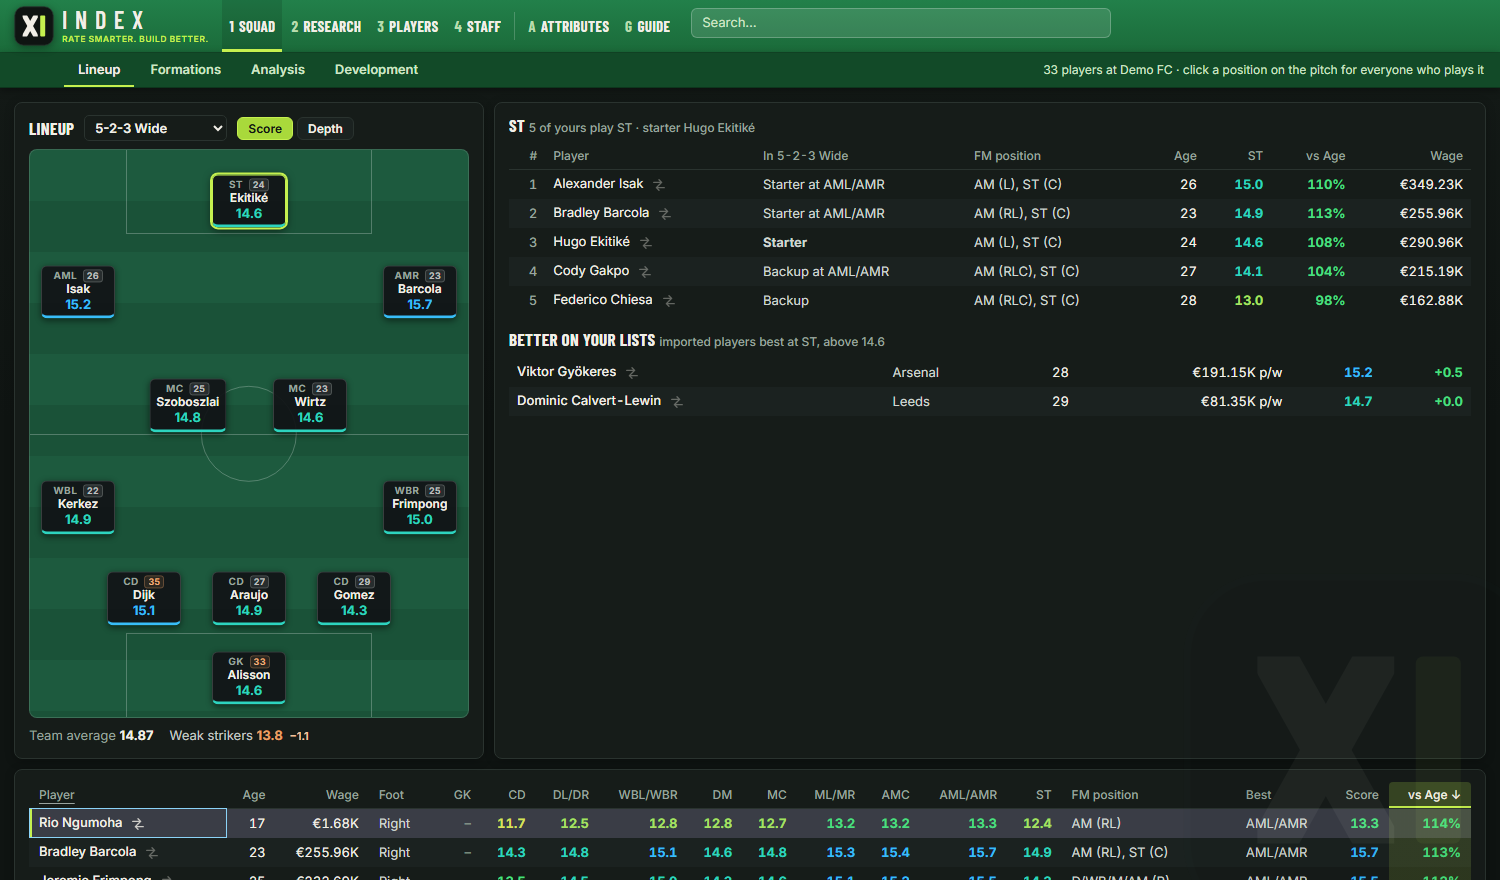 XI INDEX
RATE SMARTER. BUILD BETTER.
1 SQUAD 2 RESEARCH 3 PLAYERS 4 STAFF A ATTRIBUTES G GUIDE Search...
Lineup Formations Analysis Development 33 players at Demo FC · click a position on the pitch for everyone who plays it
LINEUP 5-2-3 Wide Score Depth
ST 24
Ekitiké
14.6
AML 26
Isak
15.2
AMR 23
Barcola
15.7
MC 25
Szoboszlai
14.8
MC 23
Wirtz
14.6
WBL 22
Kerkez
14.9
WBR 25
Frimpong
15.0
CD 35
Dijk
15.1
CD 27
Araujo
14.9
CD 29
Gomez
14.3
GK 33
Alisson
14.6
Team average 14.87 Weak strikers 13.8 −1.1
ST 5 of yours play ST · starter Hugo Ekitiké
# Player In 5-2-3 Wide FM position Age ST vs Age Wage
1 Alexander Isak Starter at AML/AMR AM (L), ST (C) 26 15.0 110% €349.23K
2 Bradley Barcola Starter at AML/AMR AM (RL), ST (C) 23 14.9 113% €255.96K
3 Hugo Ekitiké Starter AM (L), ST (C) 24 14.6 108% €290.96K
4 Cody Gakpo Backup at AML/AMR AM (RLC), ST (C) 27 14.1 104% €215.19K
5 Federico Chiesa Backup AM (RLC), ST (C) 28 13.0 98% €162.88K
BETTER ON YOUR LISTS imported players best at ST, above 14.6
Viktor Gyökeres Arsenal 28 €191.15K p/w 15.2 +0.5
Dominic Calvert-Lewin Leeds 29 €81.35K p/w 14.7 +0.0
XI
Player Age Wage Foot GK CD DL/DR WBL/WBR DM MC ML/MR AMC AML/AMR ST FM position Best Score vs Age ↓
Rio Ngumoha 17 €1.68K Right – 11.7 12.5 12.8 12.8 12.7 13.2 13.2 13.3 12.4 AM (RL) AML/AMR 13.3 114%
Bradley Barcola 23 €255.96K Right – 14.3 14.8 15.1 14.6 14.8 15.3 15.4 15.7 14.9 AM (RL), ST (C) AML/AMR 15.7 113%